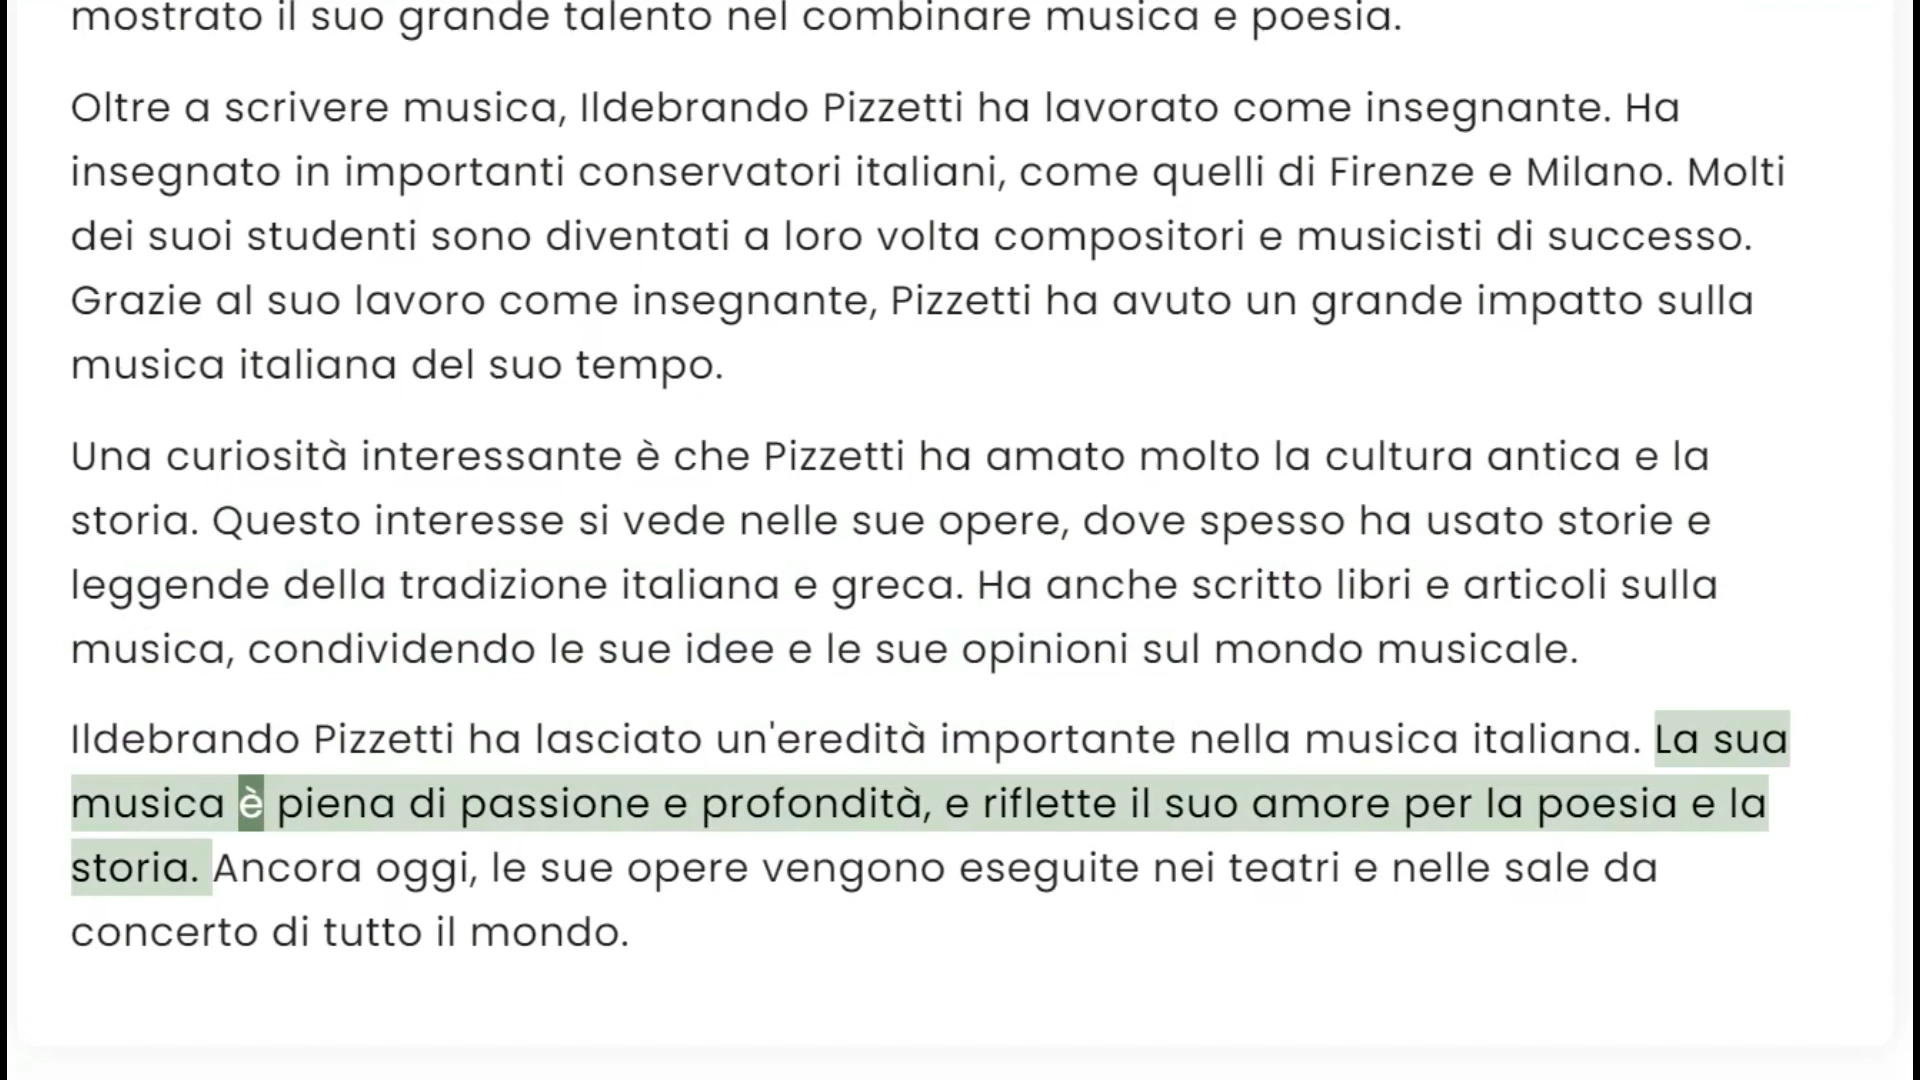 mostrato il suo grande talento nel combinare musica e poesia.
Oltre a scrivere musica, Ildebrando Pizzetti ha lavorato come insegnante. Ha
insegnato in importanti conservatori italiani, come quelli di Firenze e Milano. Molti
dei suoi studenti sono diventati a loro volta compositori e musicisti di successo.
Grazie al suo lavoro come insegnante, Pizzetti ha avuto un grande impatto sulla
musica italiana del suo tempo.
Una curiosità interessante è che Pizzetti ha amato molto la cultura antica e la
storia. Questo interesse si vede nelle sue opere, dove spesso ha usato storie e
leggende della tradizione italiana e greca. Ha anche scritto libri e articoli sulla
musica, condividendo le sue idee e le sue opinioni sul mondo musicale.
Ildebrando Pizzetti ha lasciato un'eredità importante nella musica italiana. La sua
musica è piena di passione e profondità, e riflette il suo amore per la poesia e la
storia. Ancora oggi, le sue opere vengono eseguite nei teatri e nelle sale da
concerto di tutto il mondo.